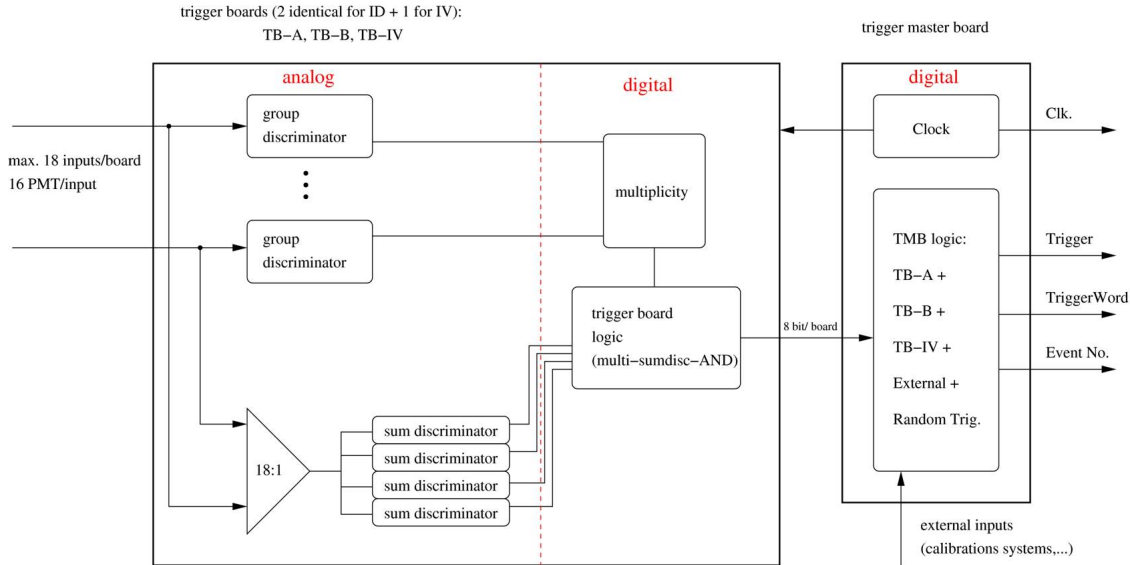 trigger boards (2 identical for ID + 1 for IV):
TB−A, TB−B, TB−IV
trigger master board
analog
digital
digital
group
discriminator
max. 18 inputs/board
16 PMT/input
multiplicity
group
discriminator
Clock
Clk.
TMB logic:
TB−A +
TB−B +
TB−IV +
External +
Random Trig.
Trigger
TriggerWord
Event No.
trigger board
logic
(multi−sumdisc−AND)
8 bit/ board
18:1
sum discriminator
sum discriminator
sum discriminator
sum discriminator
external inputs
(calibrations systems,...)